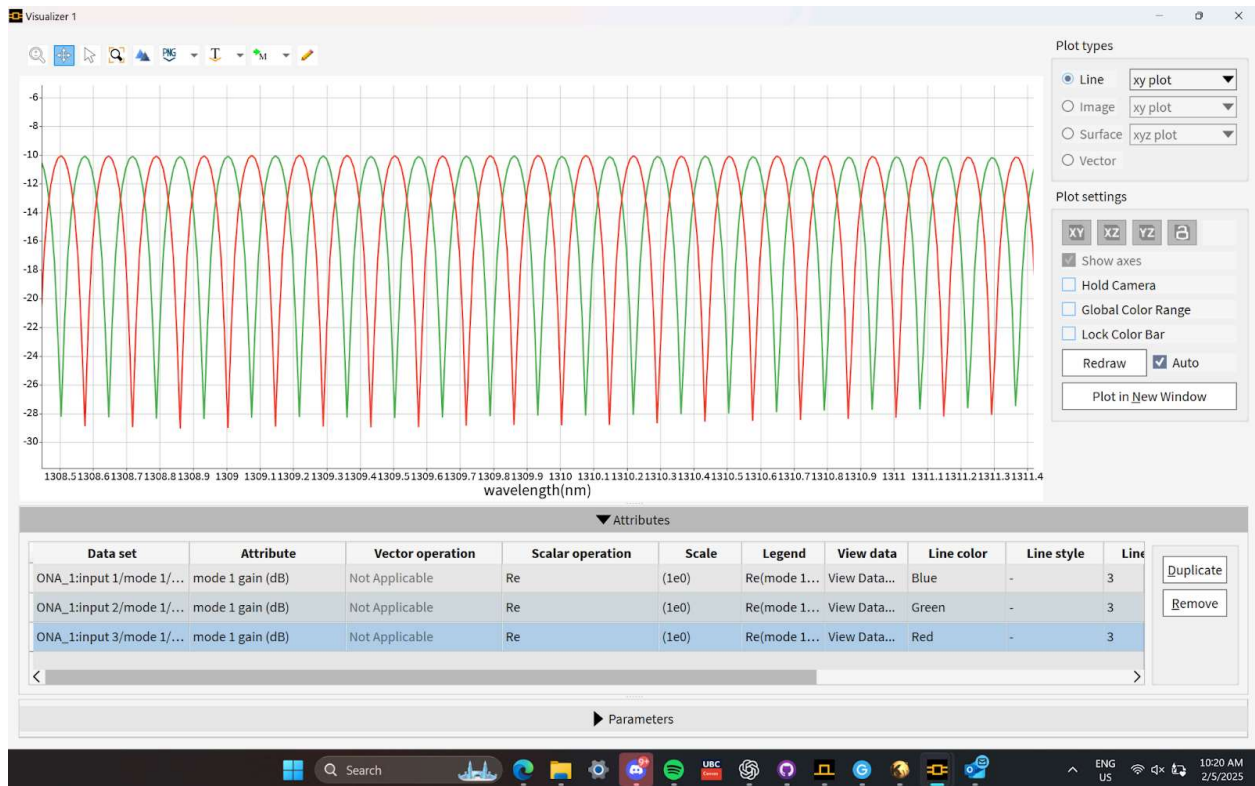 Visualizer 1
PNG
T
M
Plot types
Line xy plot
Image xy plot
Surface xyz plot
Vector
Plot settings
XY XZ YZ
Show axes
Hold Camera
Global Color Range
Lock Color Bar
Redraw Auto
Plot in New Window
-6
-8
-10
-12
-14
-16
-18
-20
-22
-24
-26
-28
-30
1308.5 1308.6 1308.7 1308.8 1308.9 1309 1309.1 1309.2 1309.3 1309.4 1309.5 1309.6 1309.7 1309.8 1309.9 1310 1310.1 1310.2 1310.3 1310.4 1310.5 1310.6 1310.7 1310.8 1310.9 1311 1311.1 1311.2 1311.3 1311.4
wavelength(nm)
Attributes
Data set Attribute Vector operation Scalar operation Scale Legend View data Line color Line style Line
ONA_1:input 1/mode 1/... mode 1 gain (dB) Not Applicable Re (1e0) Re(mode 1... View Data... Blue - 3
ONA_1:input 2/mode 1/... mode 1 gain (dB) Not Applicable Re (1e0) Re(mode 1... View Data... Green - 3
ONA_1:input 3/mode 1/... mode 1 gain (dB) Not Applicable Re (1e0) Re(mode 1... View Data... Red - 3
Duplicate
Remove
Parameters
Search
UBC
ENG
US
10:20 AM
2/5/2025